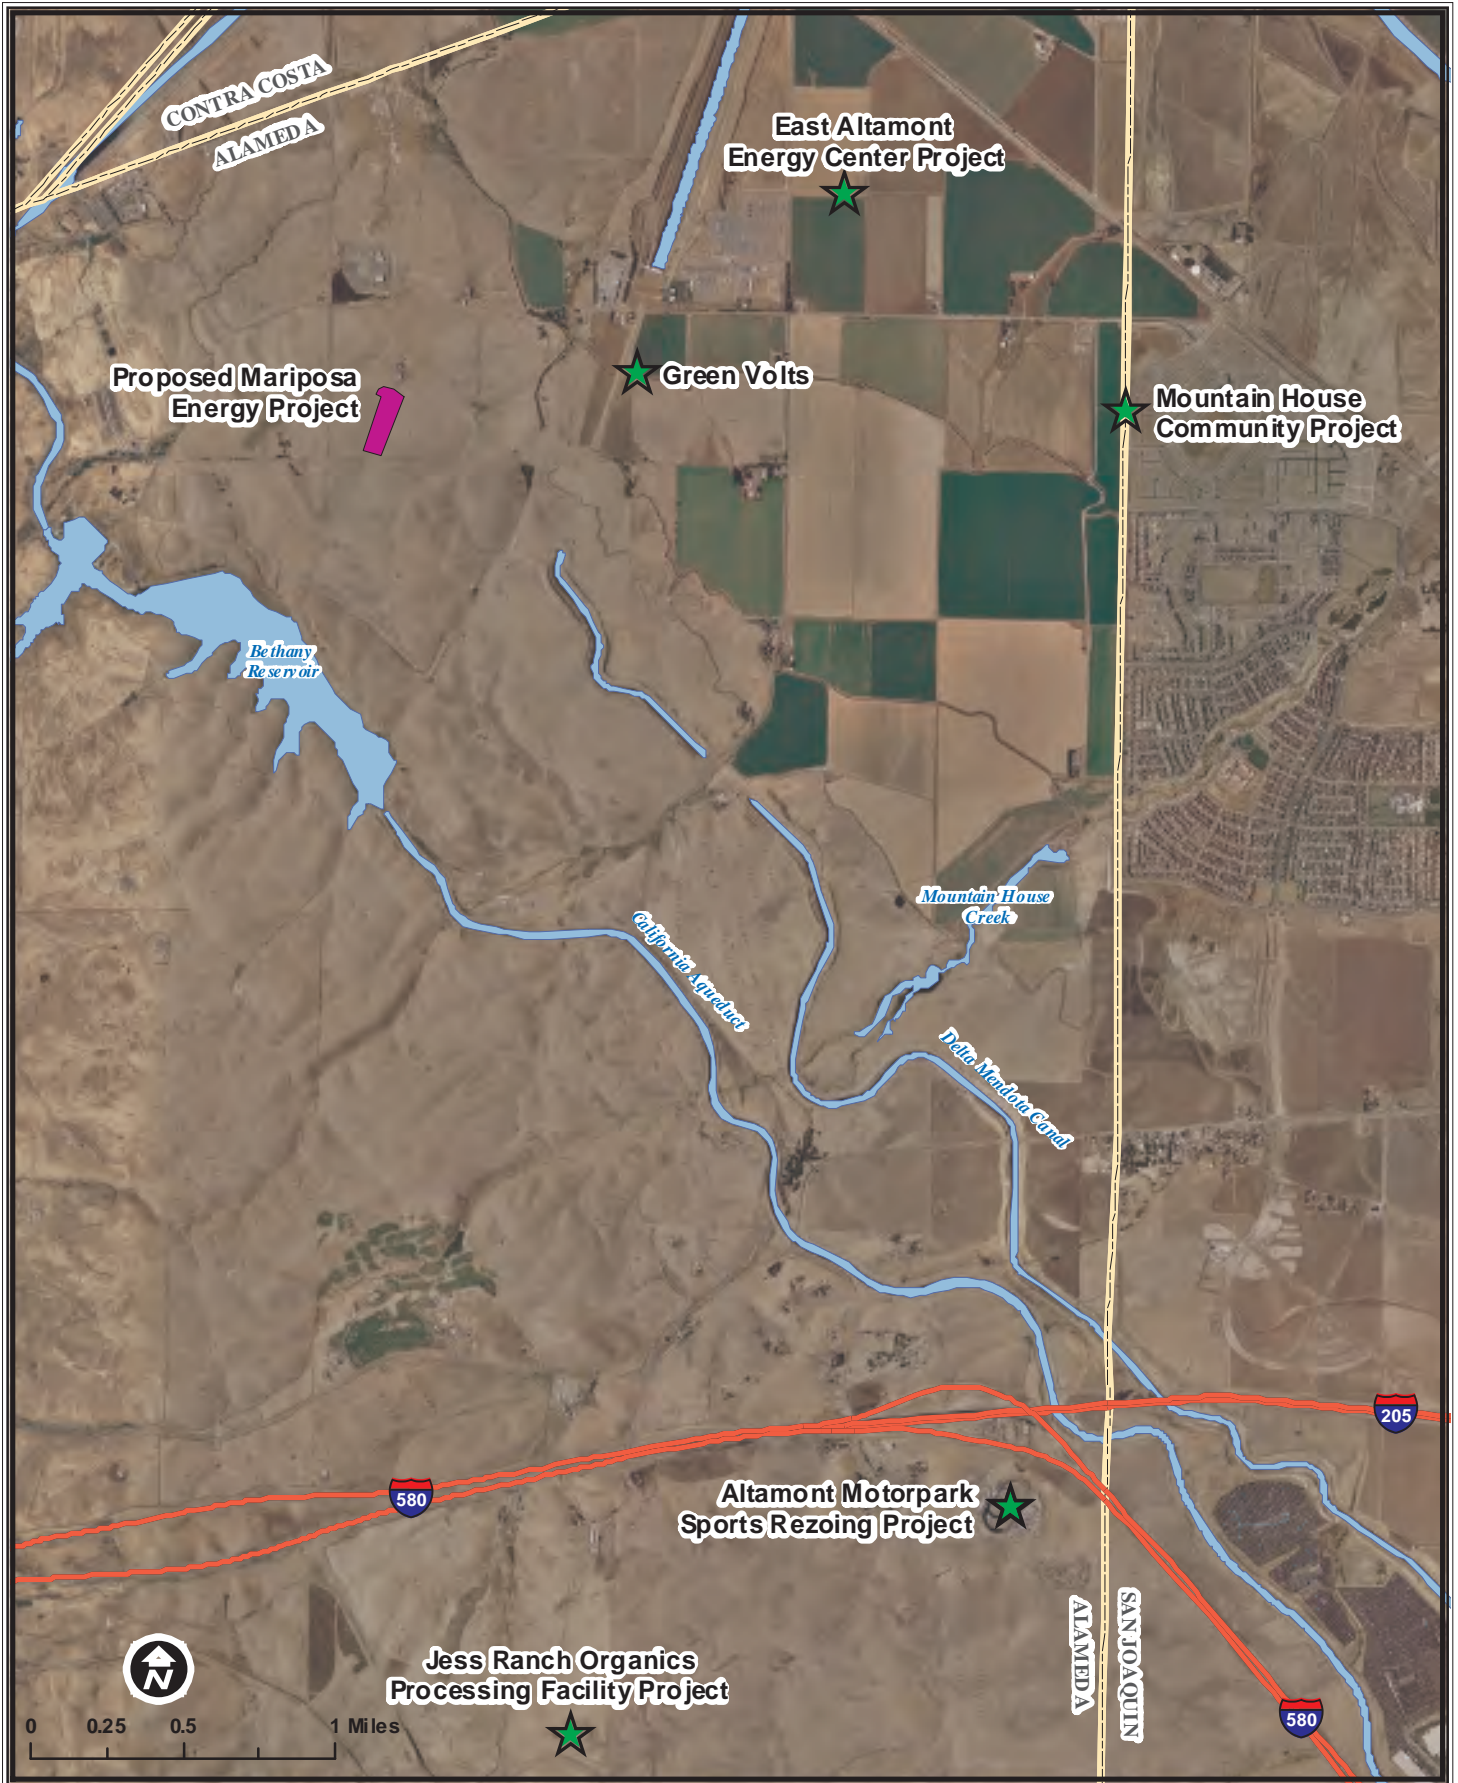 CONTRA COSTA
ALAMEDA
East Altamont
Energy Center Project
Proposed Mariposa
Energy Project
Green Volts
Mountain House
Community Project
Bethany
Reservoir
Mountain House
Creek
California Aqueduct
Delta Mendota Canal
205
580
Altamont Motorpark
Sports Rezoing Project
ALAMEDA
SAN JOAQUIN
Jess Ranch Organics
Processing Facility Project
N
580
0 0.25 0.5 1 Miles